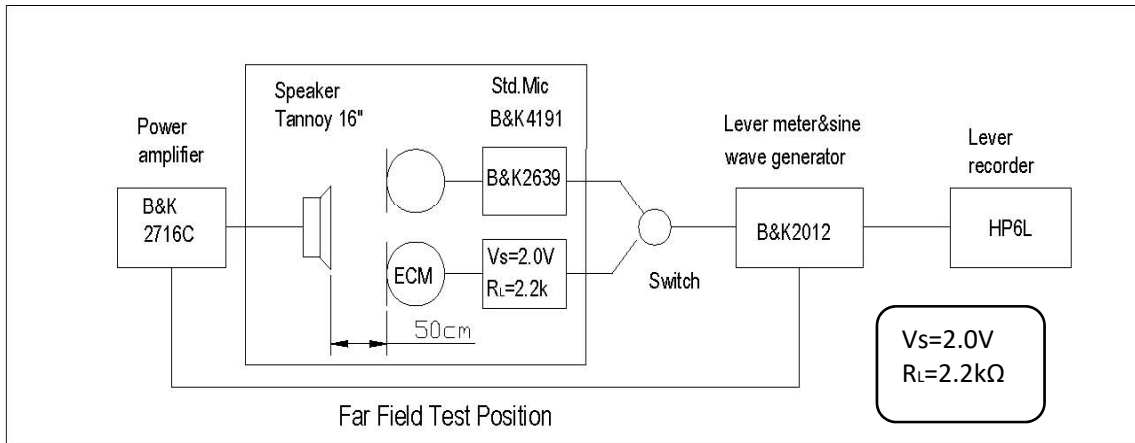 Power
amplifier
B&K
2716C
Speaker
Tannoy 16"
Std.Mic
B&K4191
B&K2639
ECM
Vs=2.0V
RL=2.2k
50cm
Switch
Lever meter&sine
wave generator
B&K2012
Lever
recorder
HP6L
Vs=2.0V
RL=2.2kΩ
Far Field Test Position